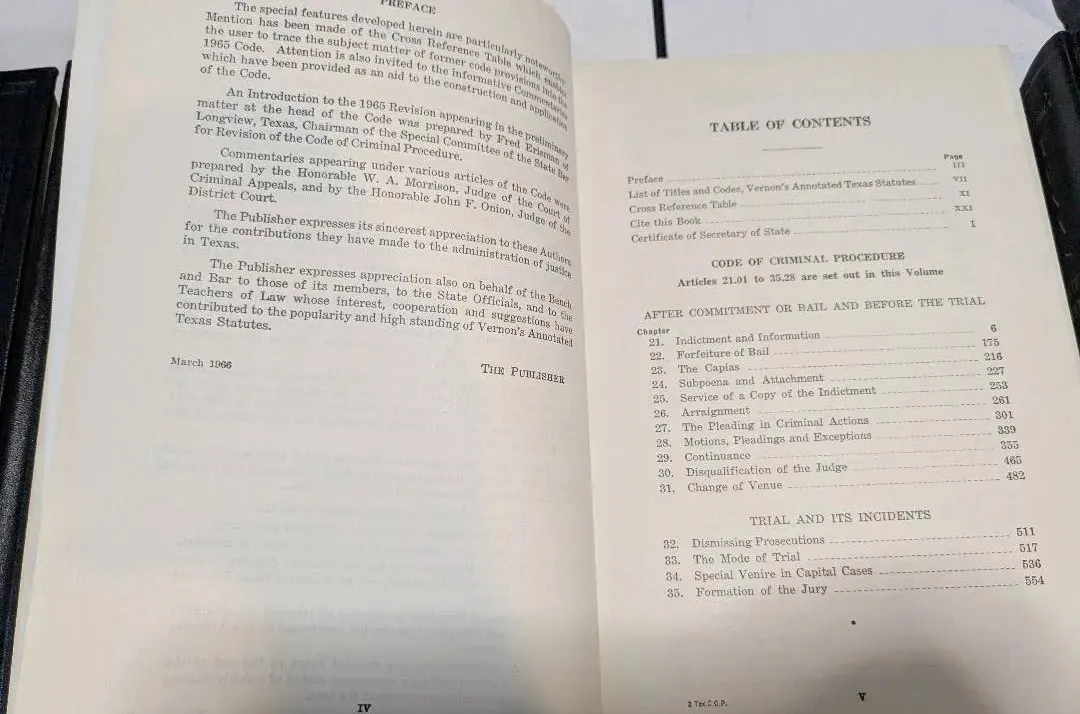 PREFACE
The special features developed herein are particularly noteworthy.
Mention has been made of the Cross Reference Table which enables
the user to trace the subject matter of former code provisions into the
1965 Code. Attention is also invited to the informative Commentaries
which have been provided as an aid to the construction and application
of the Code.
An Introduction to the 1965 Revision appearing in the preliminary
matter at the head of the Code was prepared by Fred Erisman of
Longview, Texas, Chairman of the Special Committee of the State Bar
for Revision of the Code of Criminal Procedure.
Commentaries appearing under various articles of the Code were
prepared by the Honorable W. A. Morrison, Judge of the Court of
Criminal Appeals, and by the Honorable John F. Onion, Judge of the
District Court.
The Publisher expresses its sincerest appreciation to these Authors
for the contributions they have made to the administration of justice
in Texas.
The Publisher expresses appreciation also on behalf of the Bench
and Bar to those of its members, to the State Officials, and to the
Teachers of Law whose interest, cooperation and suggestions have
contributed to the popularity and high standing of Vernon's Annotated
Texas Statutes.
THE PUBLISHER
March 1966
IV
TABLE OF CONTENTS
Page
Preface III
List of Titles and Codes, Vernon's Annotated Texas Statutes VII
Cross Reference Table XI
Cite this Book XXI
Certificate of Secretary of State 1
CODE OF CRIMINAL PROCEDURE
Articles 21.01 to 35.28 are set out in this Volume
AFTER COMMITMENT OR BAIL AND BEFORE THE TRIAL
Chapter
21. Indictment and Information 6
22. Forfeiture of Bail 175
23. The Capias 216
24. Subpoena and Attachment 227
25. Service of a Copy of the Indictment 253
26. Arraignment 261
27. The Pleading in Criminal Actions 301
28. Motions, Pleadings and Exceptions 339
29. Continuance 355
30. Disqualification of the Judge 465
31. Change of Venue 482
TRIAL AND ITS INCIDENTS
32. Dismissing Prosecutions 511
33. The Mode of Trial 517
34. Special Venire in Capital Cases 536
35. Formation of the Jury 554
2 Tex.C.C.P.
V